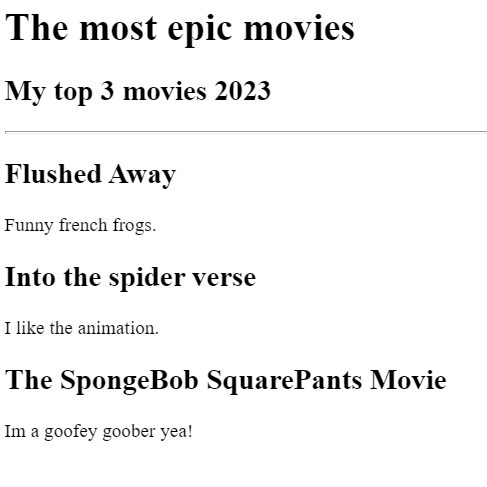 The most epic movies
My top 3 movies 2023
Flushed Away
Funny french frogs.
Into the spider verse
I like the animation.
The SpongeBob SquarePants Movie
Im a goofey goober yea!